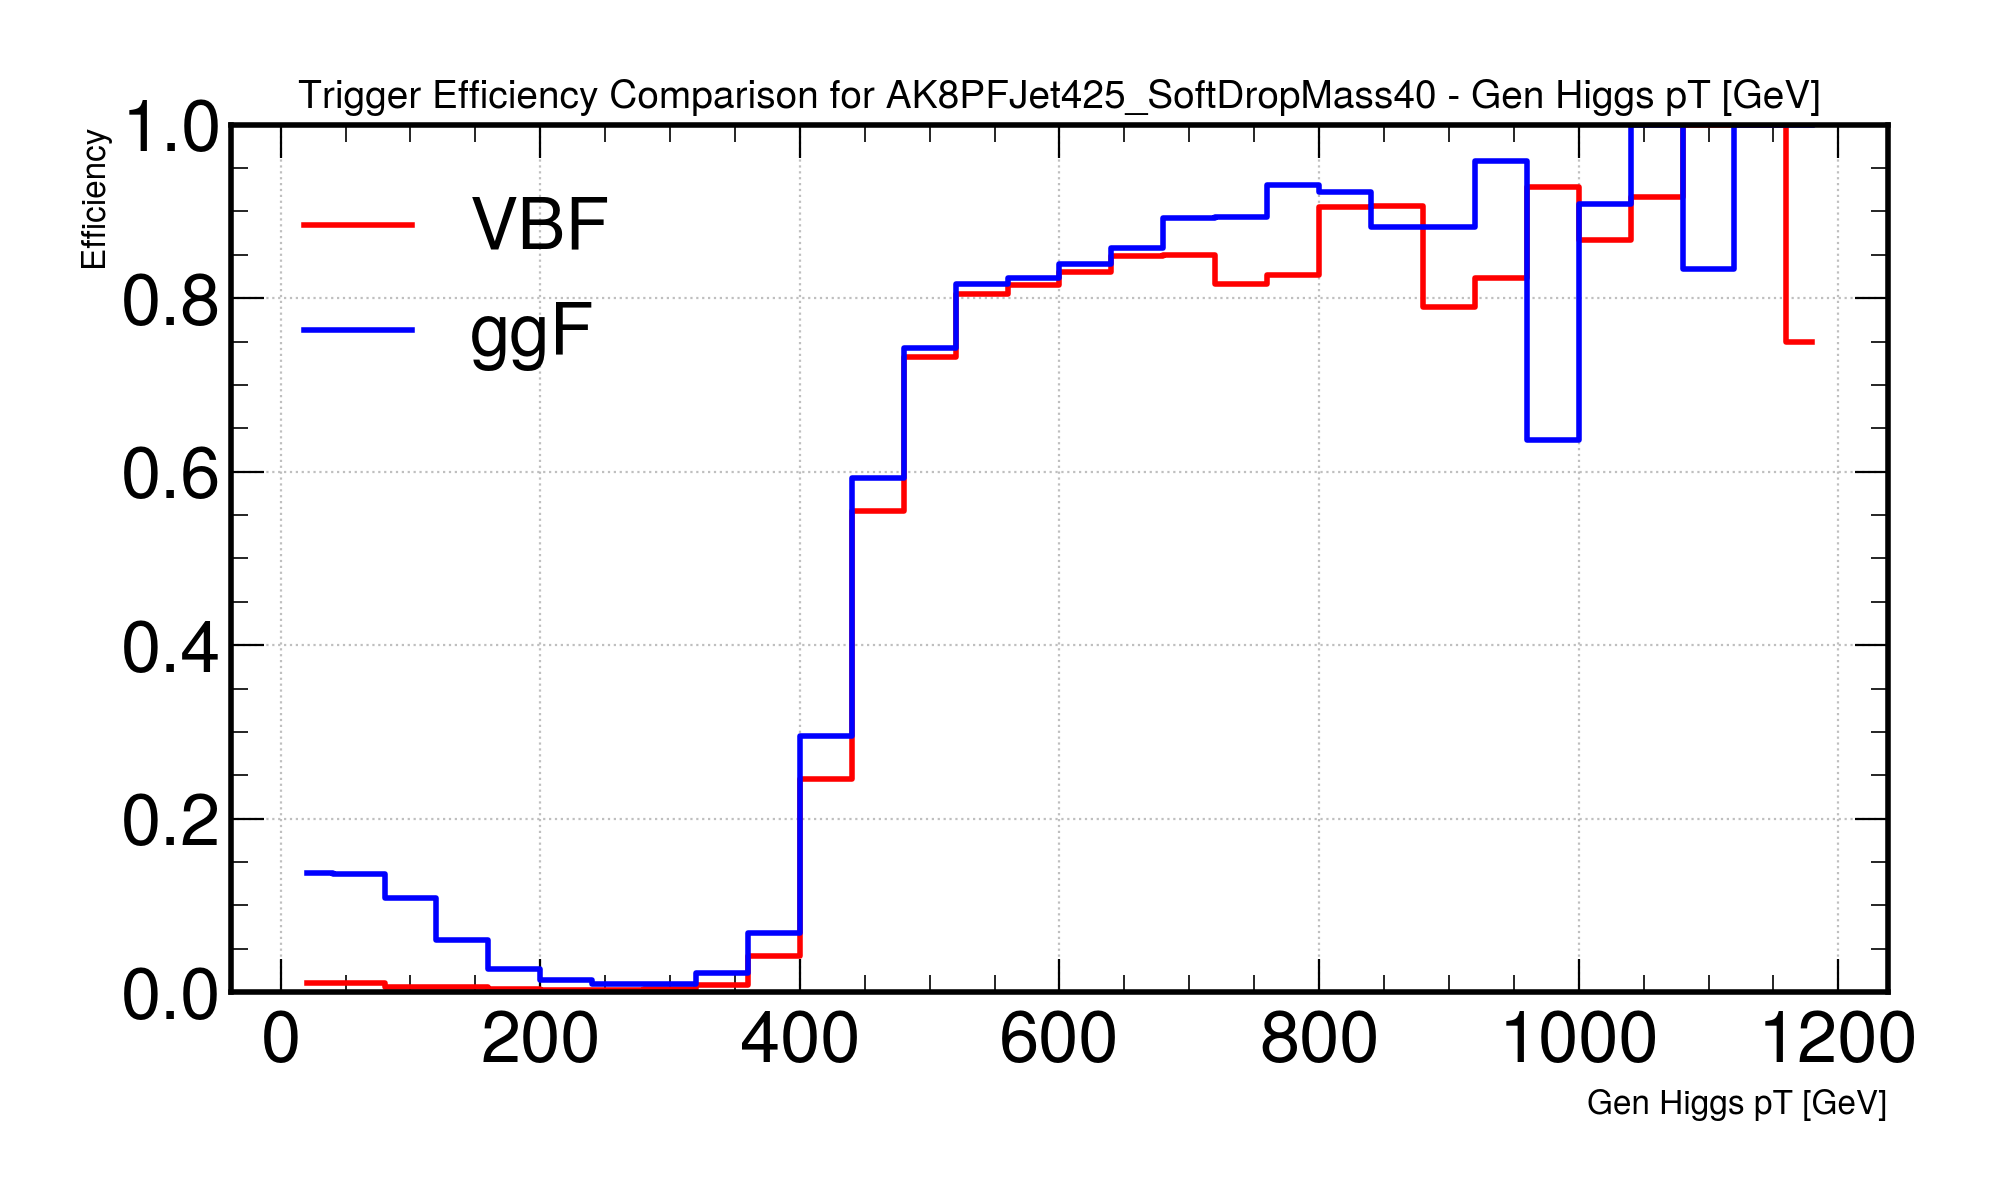 Trigger Efficiency Comparison for AK8PFJet425_SoftDropMass40 - Gen Higgs pT [GeV]
Efficiency
1.0
0.8
0.6
0.4
0.2
0.0
VBF
ggF
0 200 400 600 800 1000 1200
Gen Higgs pT [GeV]